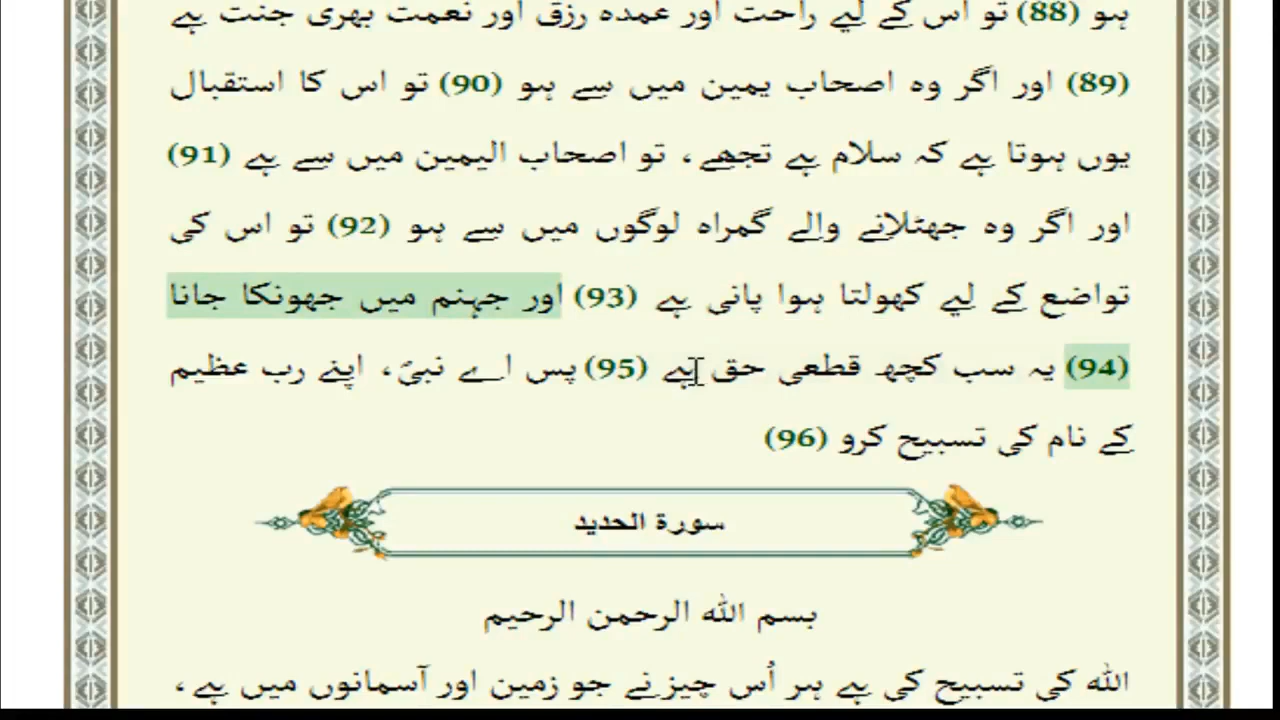 ہو (88) تو اس کے لیے راحت اور عمدہ رزق اور نعمت بھری جنت ہے
(89) اور اگر وہ اصحاب یمین میں سے ہو (90) تو اس کا استقبال
یوں ہوتا ہے کہ سلام ہے تجھے، تو اصحاب الیمین میں سے ہے (91)
اور اگر وہ جھٹلانے والے گمراہ لوگوں میں سے ہو (92) تو اس کی
تواضع کے لیے کھولتا ہوا پانی ہے (93) اور جہنم میں جھونکا جانا
(94) یہ سب کچھ قطعی حق ہے (95) پس اے نبیؐ، اپنے رب عظیم
کے نام کی تسبیح کرو (96)
سورة الحديد
بسم الله الرحمن الرحيم
اللہ کی تسبیح کی ہے ہر اُس چیز نے جو زمین اور آسمانوں میں ہے،